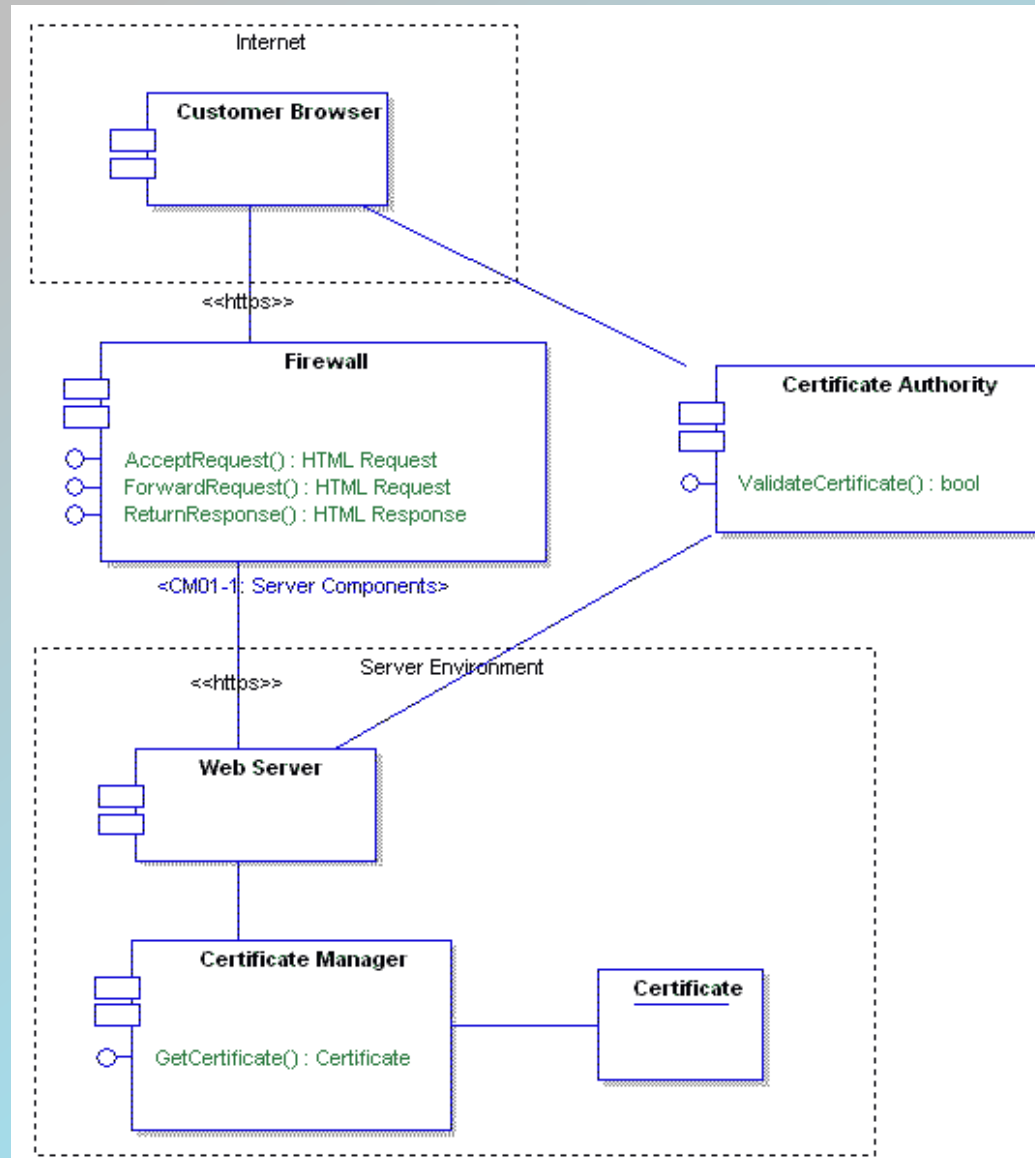 Internet
Customer Browser
<<https>>
Firewall
AcceptRequest() : HTML Request
ForwardRequest() : HTML Request
ReturnResponse() : HTML Response
Certificate Authority
ValidateCertificate() : bool
<CM01-1: Server Components>
Server Environment
<<https>>
Web Server
Certificate Manager
GetCertificate() : Certificate
Certificate